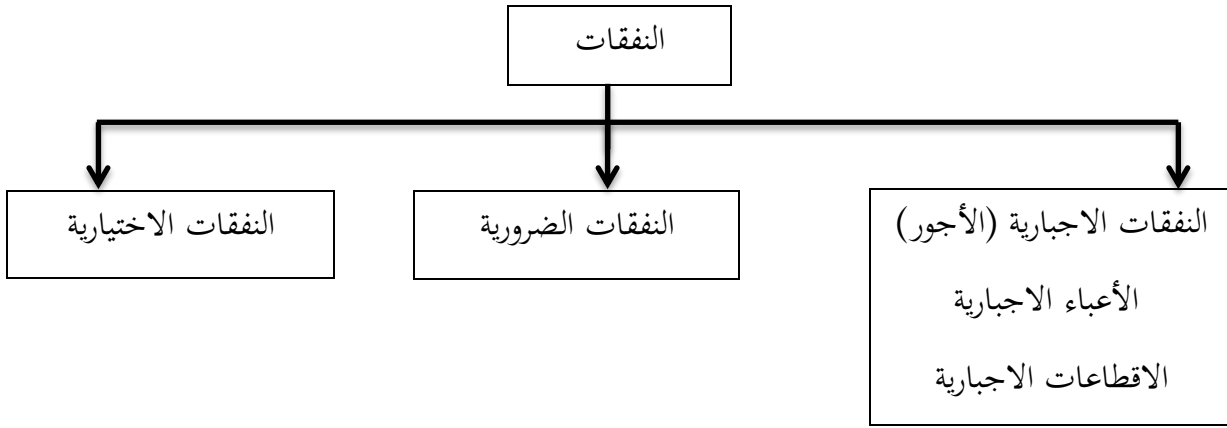 النفقات
النفقات الاجبارية (الأجور)
الأعباء الاجبارية
الاقطاعات الاجبارية
النفقات الضرورية
النفقات الاختيارية